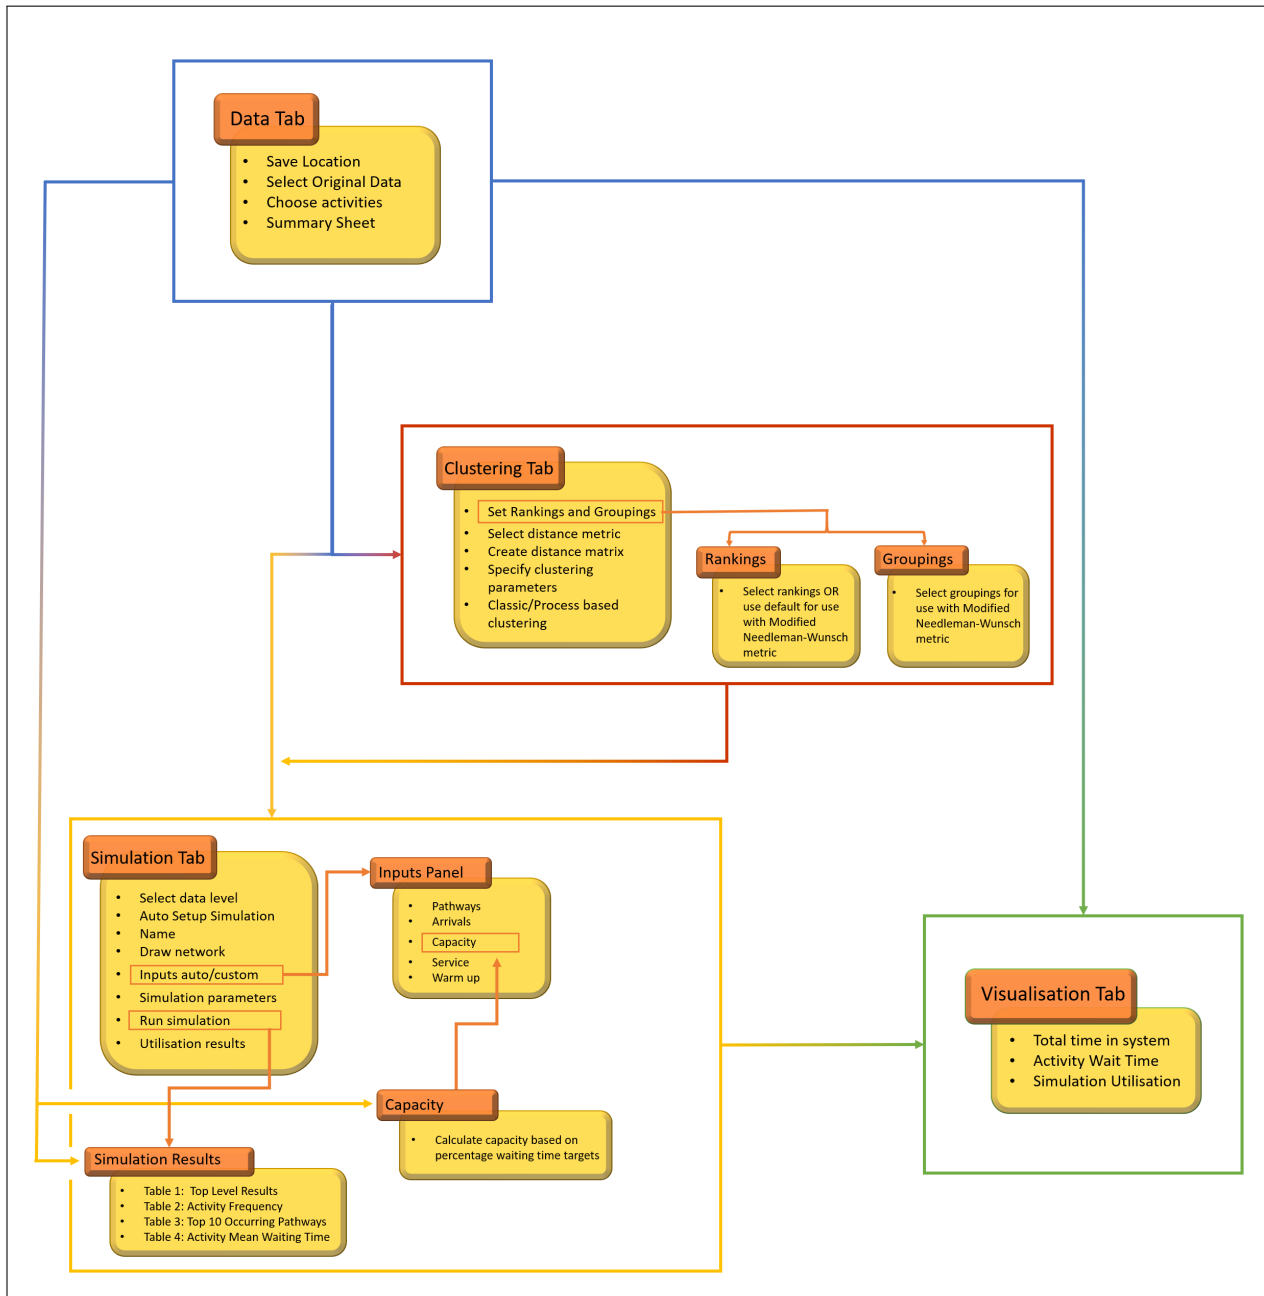 Data Tab
• Save Location
• Select Original Data
• Choose activities
• Summary Sheet
Clustering Tab
• Set Rankings and Groupings
• Select distance metric
• Create distance matrix
• Specify clustering
parameters
• Classic/Process based
clustering
Rankings
• Select rankings OR
use default for use
with Modified
Needleman-Wunsch
metric
Groupings
• Select groupings for
use with Modified
Needleman-Wunsch
metric
Simulation Tab
• Select data level
• Auto Setup Simulation
• Name
• Draw network
• Inputs auto/custom
• Simulation parameters
• Run simulation
• Utilisation results
Inputs Panel
• Pathways
• Arrivals
• Capacity
• Service
• Warm up
Capacity
• Calculate capacity based on
percentage waiting time targets
Simulation Results
• Table 1: Top Level Results
• Table 2: Activity Frequency
• Table 3: Top 10 Occurring Pathways
• Table 4: Activity Mean Waiting Time
Visualisation Tab
• Total time in system
• Activity Wait Time
• Simulation Utilisation